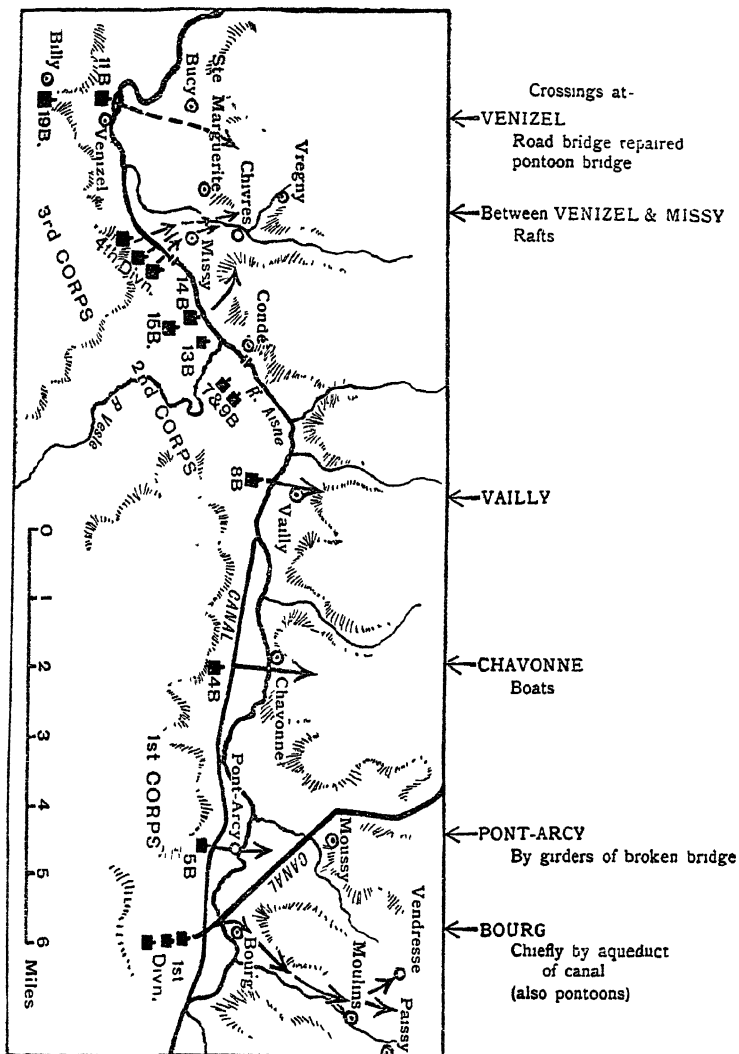 Crossings at-
VENIZEL
Road bridge repaired
pontoon bridge
Between VENIZEL & MISSY
Rafts
VAILLY
CHAVONNE
Boats
PONT-ARCY
By girders of broken bridge
BOURG
Chiefly by aqueduct
of canal
(also pontoons)
Billy
19B.
11B
Venizel
Bucy
Ste Marguerite
Chivres
Vregny
Missy
4th Divn.
3rd CORPS
14B
15B.
13B
Condé
7&9B
2nd CORPS
R. Vesle
R. Aisne
8B
Vailly
CANAL
4B
Chavonne
1st CORPS
Pont-Arcy
5B
CANAL
Moussy
1st
Divn.
Bourg
Moulins
Vendresse
Paissy
0 1 2 3 4 5 6 Miles